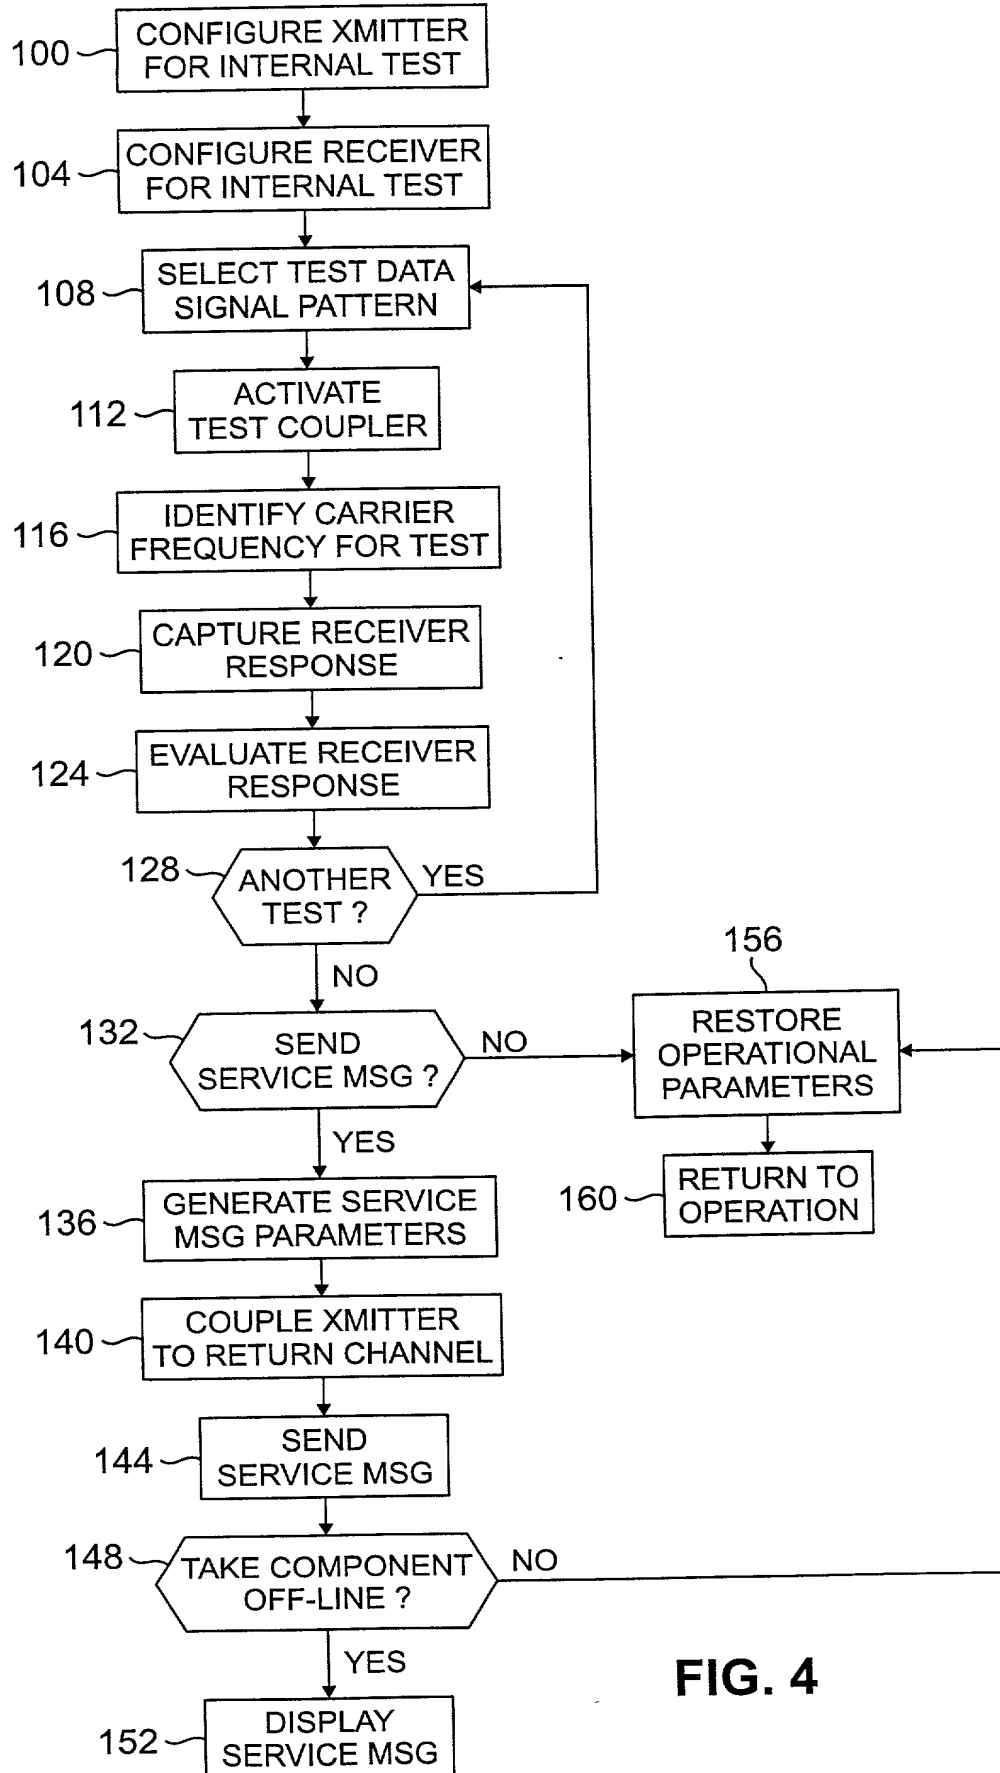 100
CONFIGURE XMITTER
FOR INTERNAL TEST
104
CONFIGURE RECEIVER
FOR INTERNAL TEST
108
SELECT TEST DATA
SIGNAL PATTERN
112
ACTIVATE
TEST COUPLER
116
IDENTIFY CARRIER
FREQUENCY FOR TEST
120
CAPTURE RECEIVER
RESPONSE
124
EVALUATE RECEIVER
RESPONSE
128
ANOTHER
TEST ?
YES
NO
132
SEND
SERVICE MSG ?
NO
YES
156
RESTORE
OPERATIONAL
PARAMETERS
160
RETURN TO
OPERATION
136
GENERATE SERVICE
MSG PARAMETERS
140
COUPLE XMITTER
TO RETURN CHANNEL
144
SEND
SERVICE MSG
148
TAKE COMPONENT
OFF-LINE ?
NO
YES
152
DISPLAY
SERVICE MSG
FIG. 4